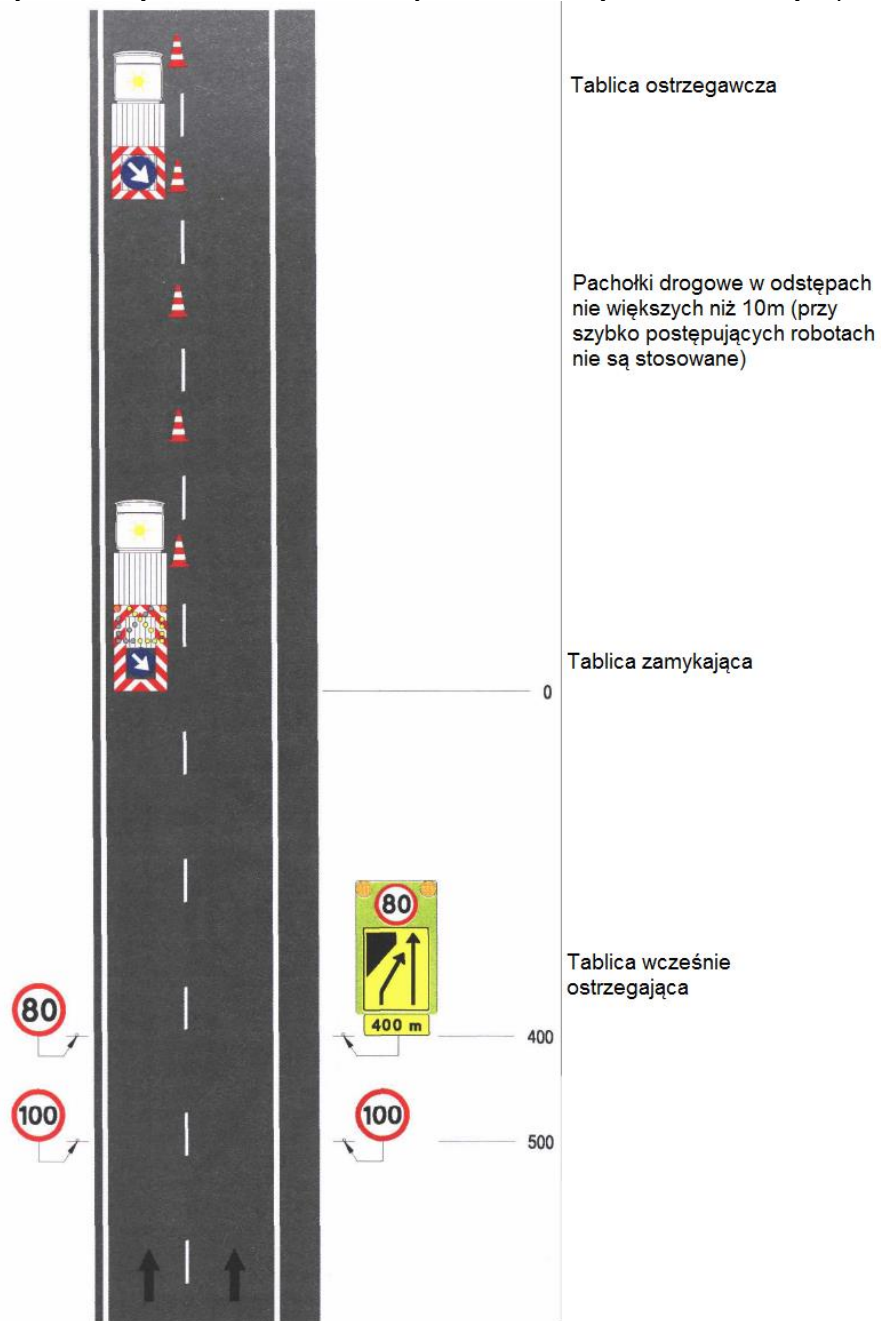 Tablica ostrzegawcza
Pachołki drogowe w odstępach
nie większych niż 10m (przy
szybko postępujących robotach
nie są stosowane)
Tablica zamykająca
0
80
Tablica wcześnie
ostrzegająca
80
400 m
400
100
100
500